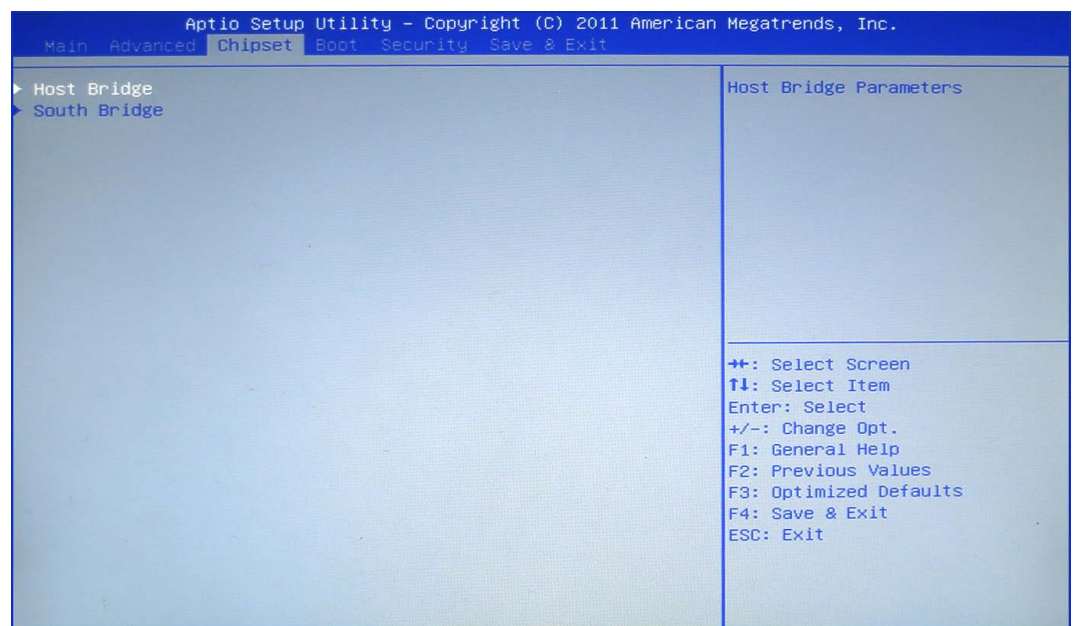 Aptio Setup Utility – Copyright (C) 2011 American Megatrends, Inc.
Main Advanced Chipset Boot Security Save & Exit
► Host Bridge
► South Bridge
Host Bridge Parameters
→←: Select Screen
↑↓: Select Item
Enter: Select
+/-: Change Opt.
F1: General Help
F2: Previous Values
F3: Optimized Defaults
F4: Save & Exit
ESC: Exit